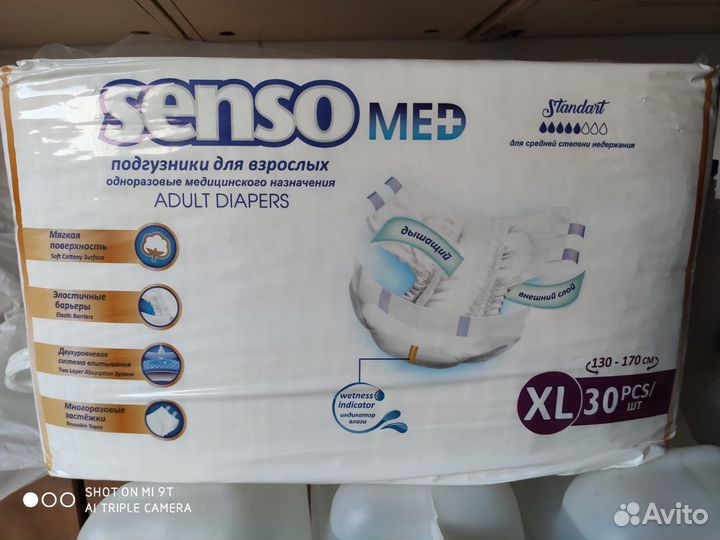 senso MED
подгузники для взрослых
одноразовые медицинского назначения
ADULT DIAPERS
Standart
для средней степени недержания
Мягкая
поверхность
Soft Cottony Surface
Эластичные
барьеры
Elastic Barriers
Двухуровневая
система впитывания
Two Layer Absorption System
Многоразовые
застёжки
Reusable Tapes
дышащий
внешний слой
wetness
indicator
индикатор
влаги
130 - 170 см
XL 30 PCS/
ШТ
SHOT ON MI 9T
AI TRIPLE CAMERA
Avito